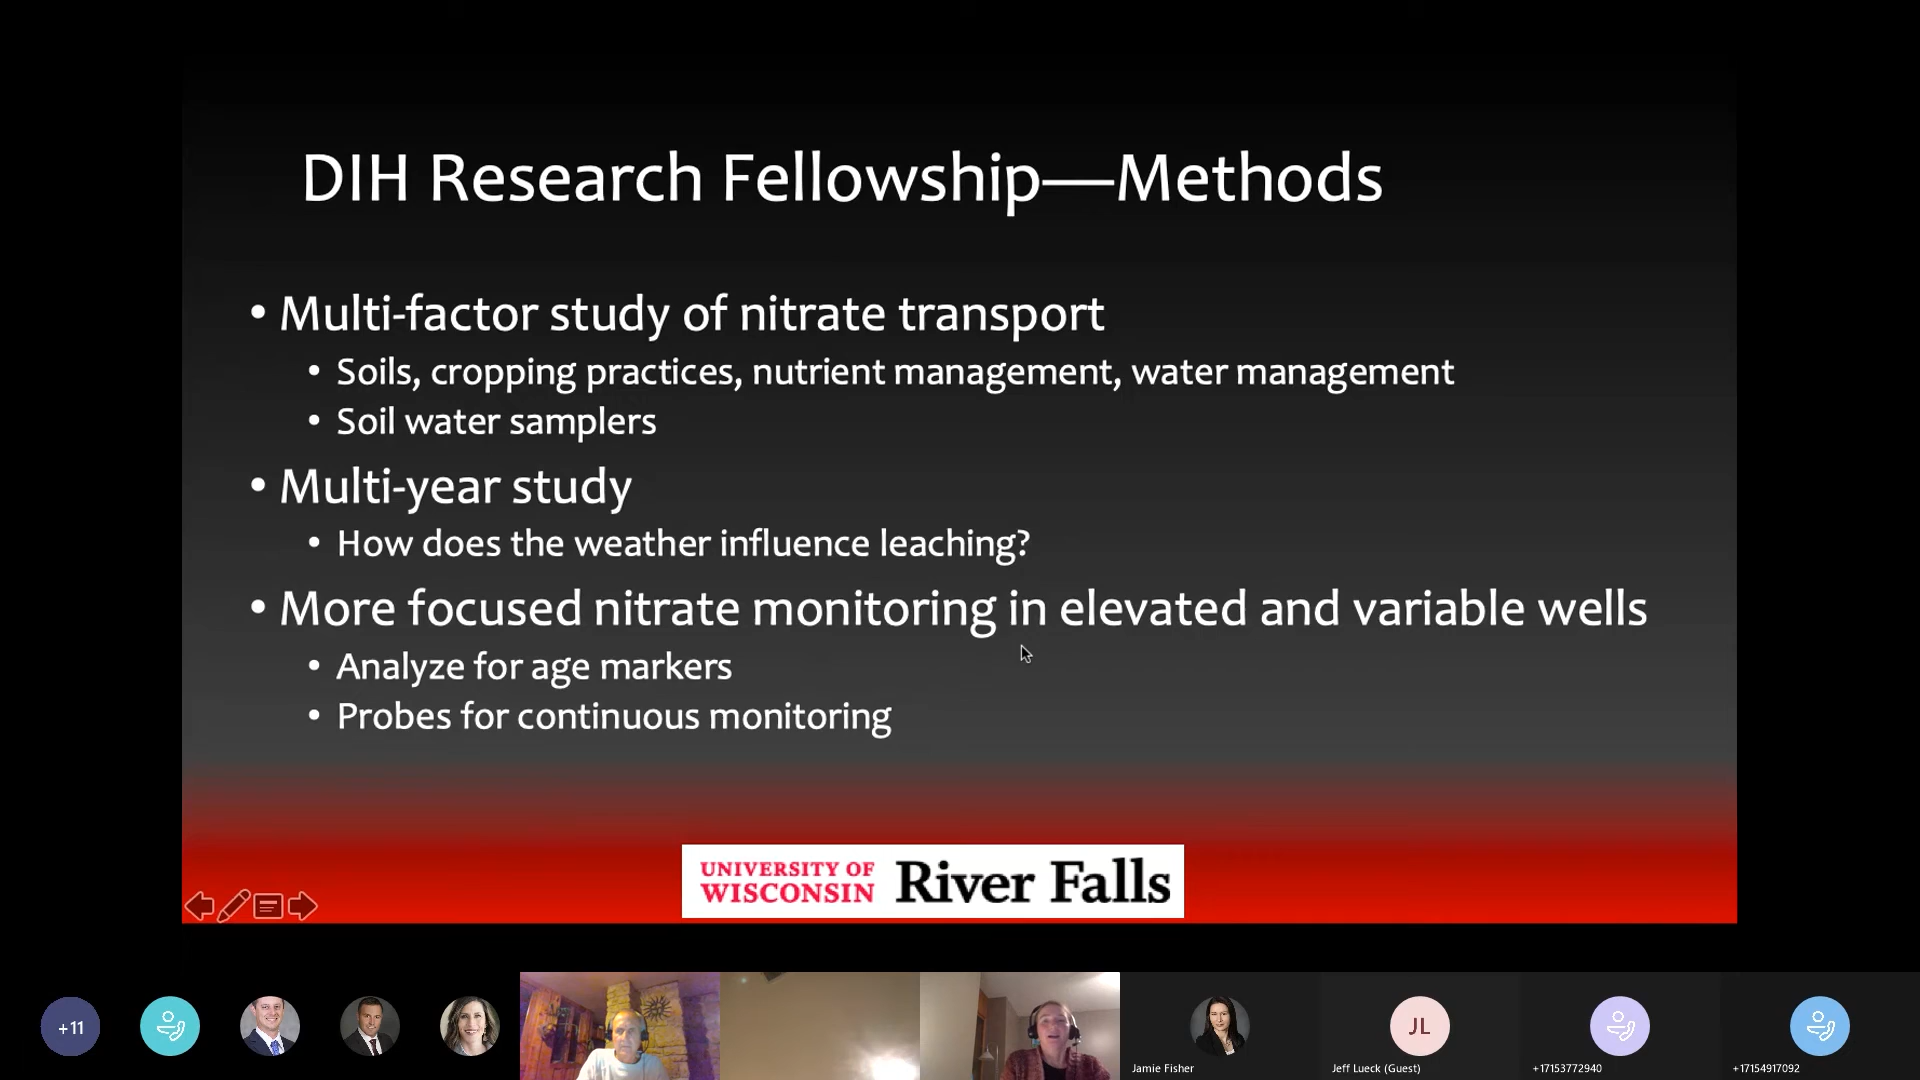 DIH Research Fellowship—Methods
• Multi-factor study of nitrate transport
• Soils, cropping practices, nutrient management, water management
• Soil water samplers
• Multi-year study
• How does the weather influence leaching?
• More focused nitrate monitoring in elevated and variable wells
• Analyze for age markers
• Probes for continuous monitoring
UNIVERSITY OF
WISCONSIN
River Falls
+11
JL
Jamie Fisher
Jeff Lueck (Guest)
+17153772940
+17154917092